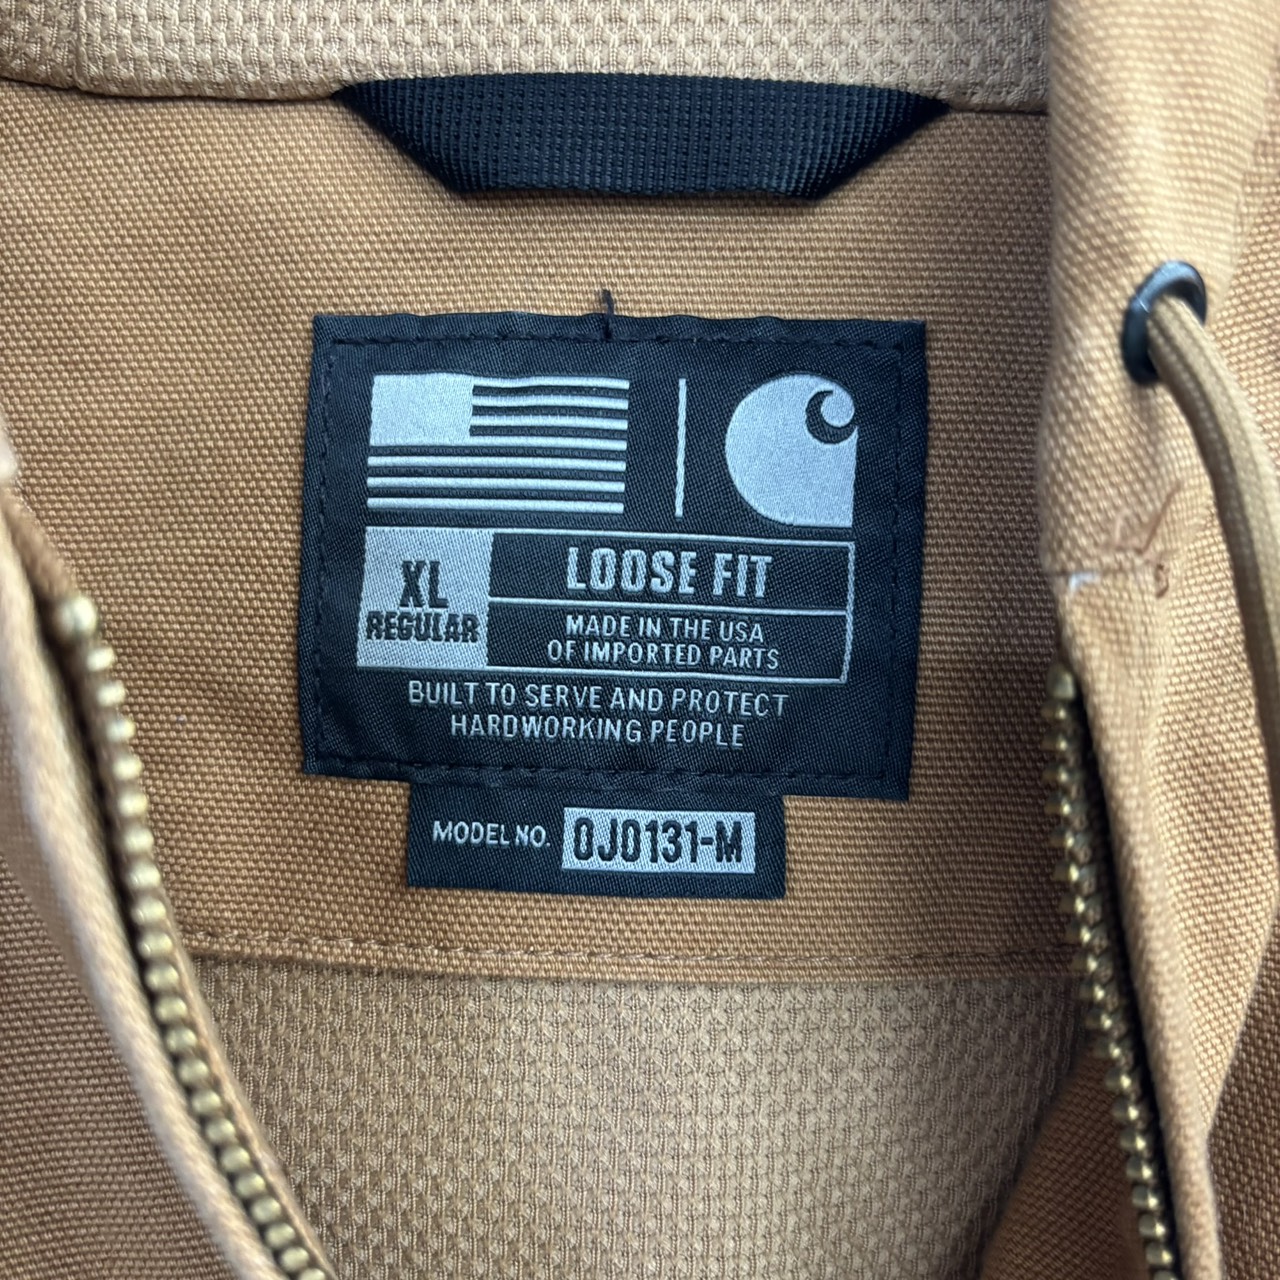 XL
REGULAR
LOOSE FIT
MADE IN THE USA
OF IMPORTED PARTS
BUILT TO SERVE AND PROTECT
HARDWORKING PEOPLE
MODEL NO. 0J0131-M